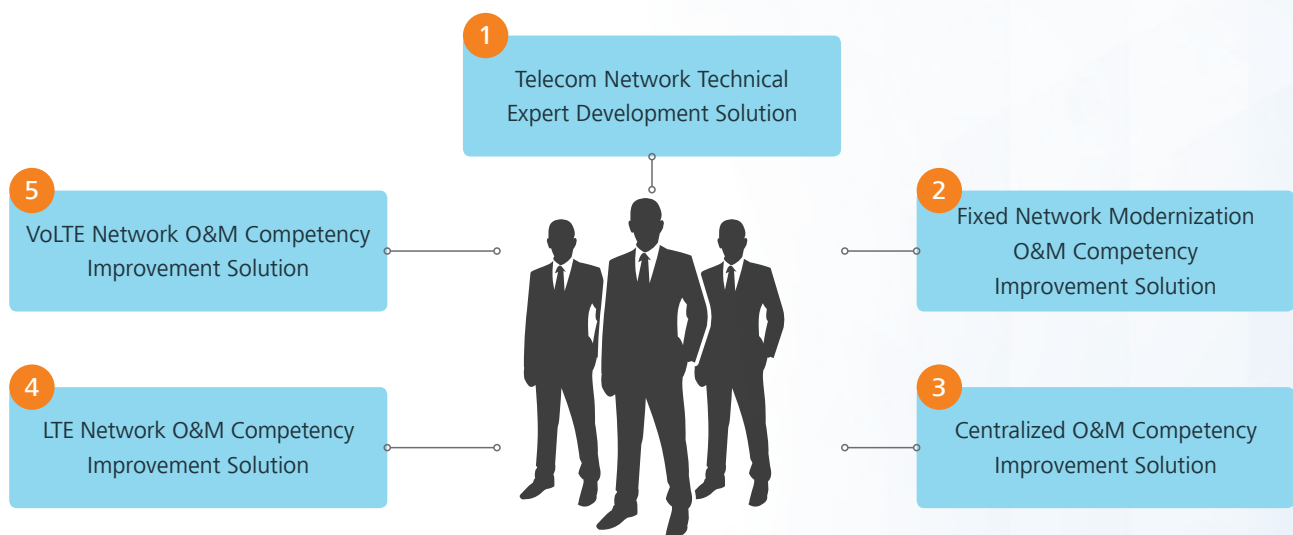 1
Telecom Network Technical
Expert Development Solution
5
VoLTE Network O&M Competency
Improvement Solution
2
Fixed Network Modernization
O&M Competency
Improvement Solution
4
LTE Network O&M Competency
Improvement Solution
3
Centralized O&M Competency
Improvement Solution